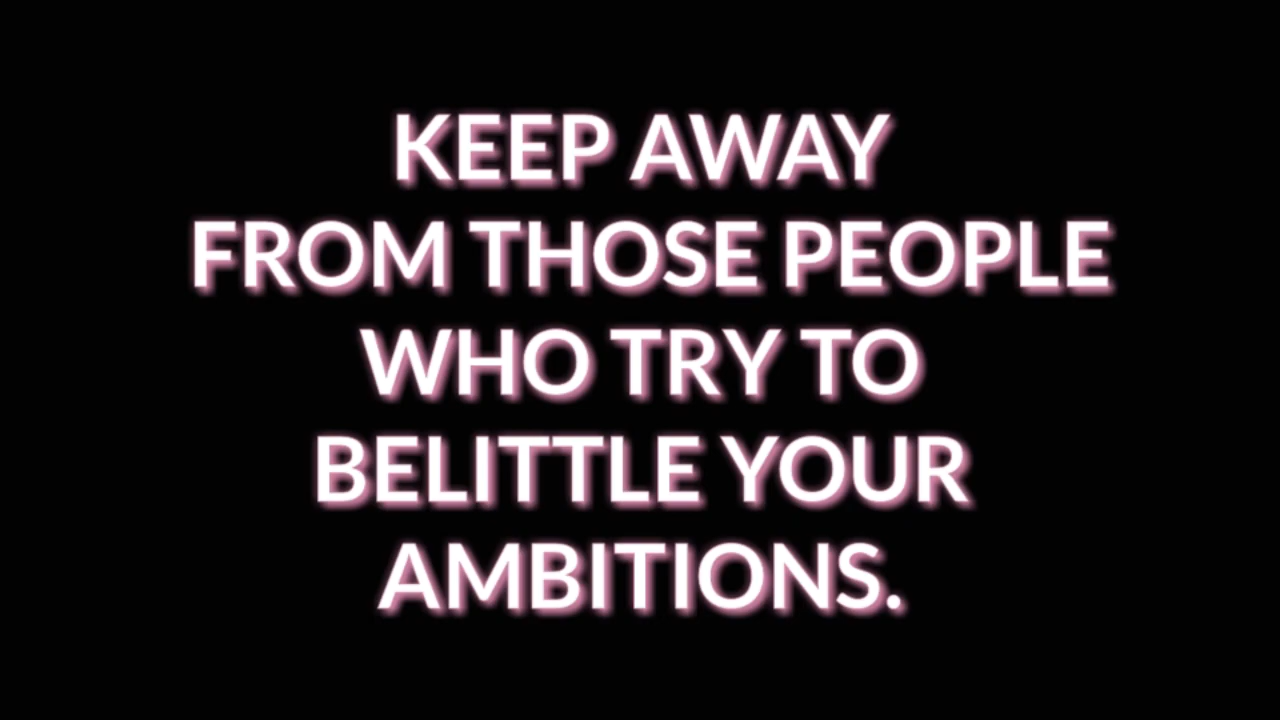 KEEP AWAY
FROM THOSE PEOPLE
WHO TRY TO
BELITTLE YOUR
AMBITIONS.